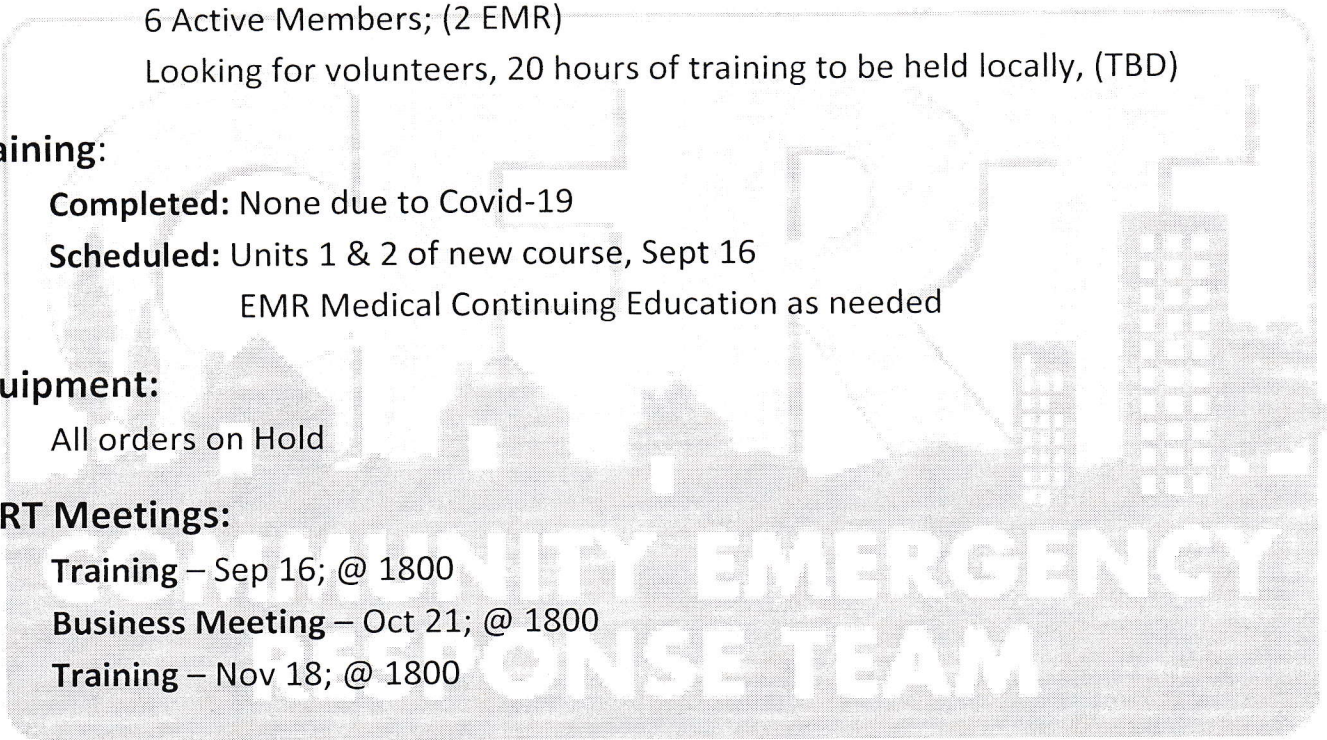 6 Active Members; (2 EMR)
Looking for volunteers, 20 hours of training to be held locally, (TBD)
aining:
Completed: None due to Covid-19
Scheduled: Units 1 & 2 of new course, Sept 16
EMR Medical Continuing Education as needed
uipment:
All orders on Hold
RT Meetings:
Training – Sep 16; @ 1800
Business Meeting – Oct 21; @ 1800
Training – Nov 18; @ 1800
CERT
COMMUNITY EMERGENCY
RESPONSE TEAM